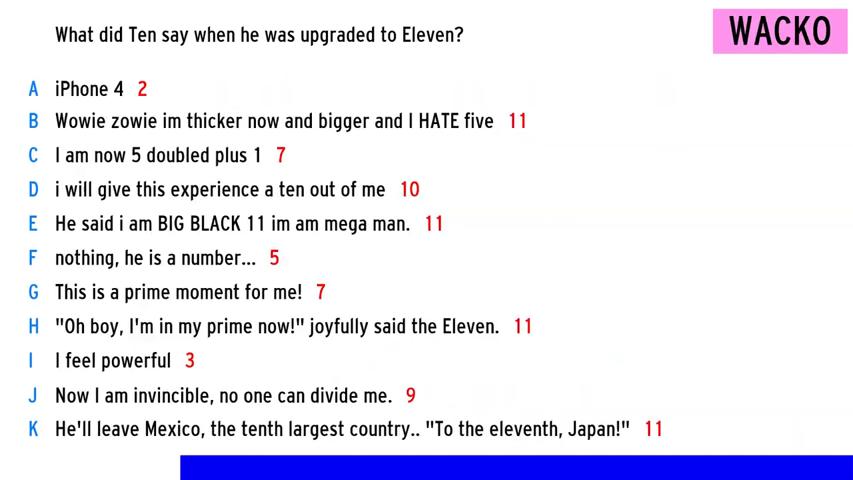 What did Ten say when he was upgraded to Eleven?
WACKO
A iPhone 4 2
B Wowie zowie im thicker now and bigger and I HATE five 11
C I am now 5 doubled plus 1 7
D i will give this experience a ten out of me 10
E He said i am BIG BLACK 11 im am mega man. 11
F nothing, he is a number... 5
G This is a prime moment for me! 7
H "Oh boy, I'm in my prime now!" joyfully said the Eleven. 11
I I feel powerful 3
J Now I am invincible, no one can divide me. 9
K He'll leave Mexico, the tenth largest country.. "To the eleventh, Japan!" 11